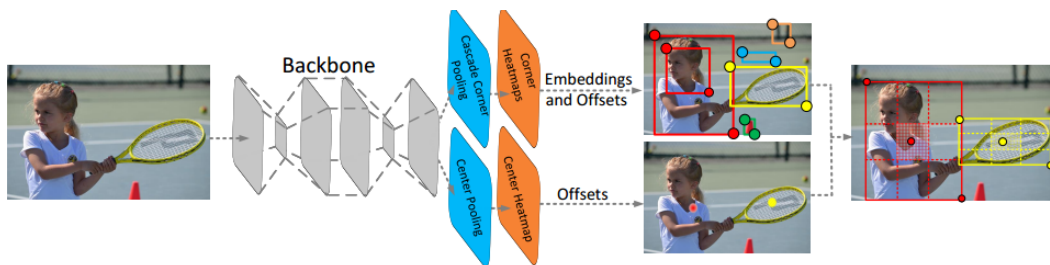 Backbone
Cascade Corner
Pooling
Corner
Heatmaps
Embeddings
and Offsets
Center Pooling
Center Heatmap
Offsets